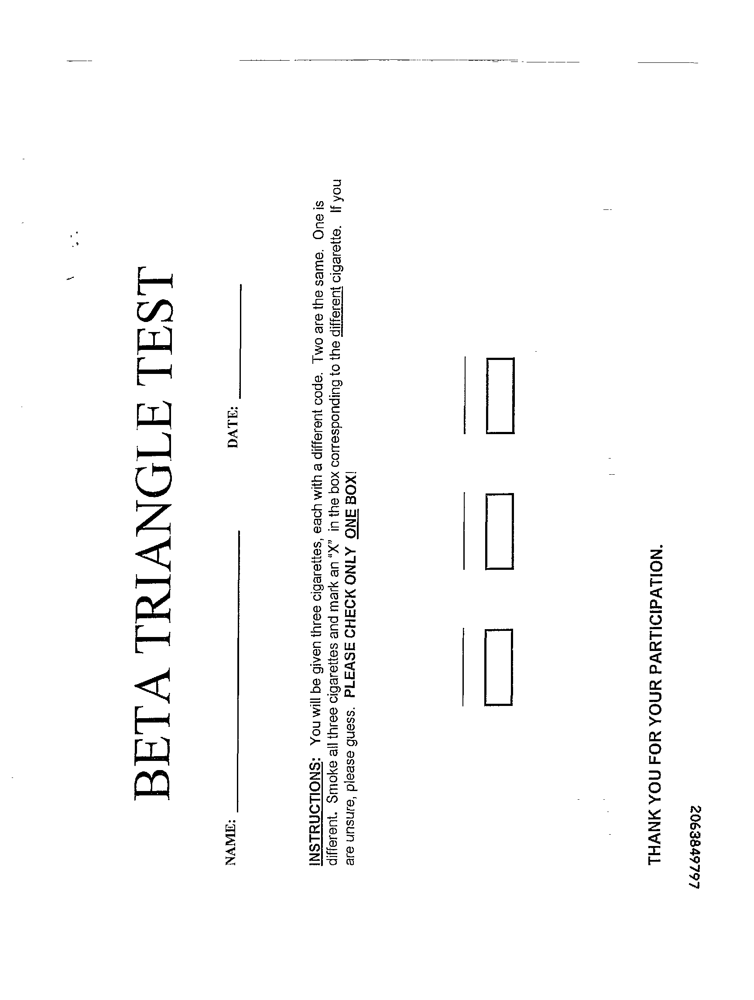 BETA TRIANGLE TEST
NAME: DATE:
INSTRUCTIONS: You will be given three cigarettes, each with a different code. Two are the same. One is
different. Smoke all three cigarettes and mark an "X" in the box corresponding to the different cigarette. If you
are unsure, please guess. PLEASE CHECK ONLY ONE BOX!
THANK YOU FOR YOUR PARTICIPATION.
2063849797